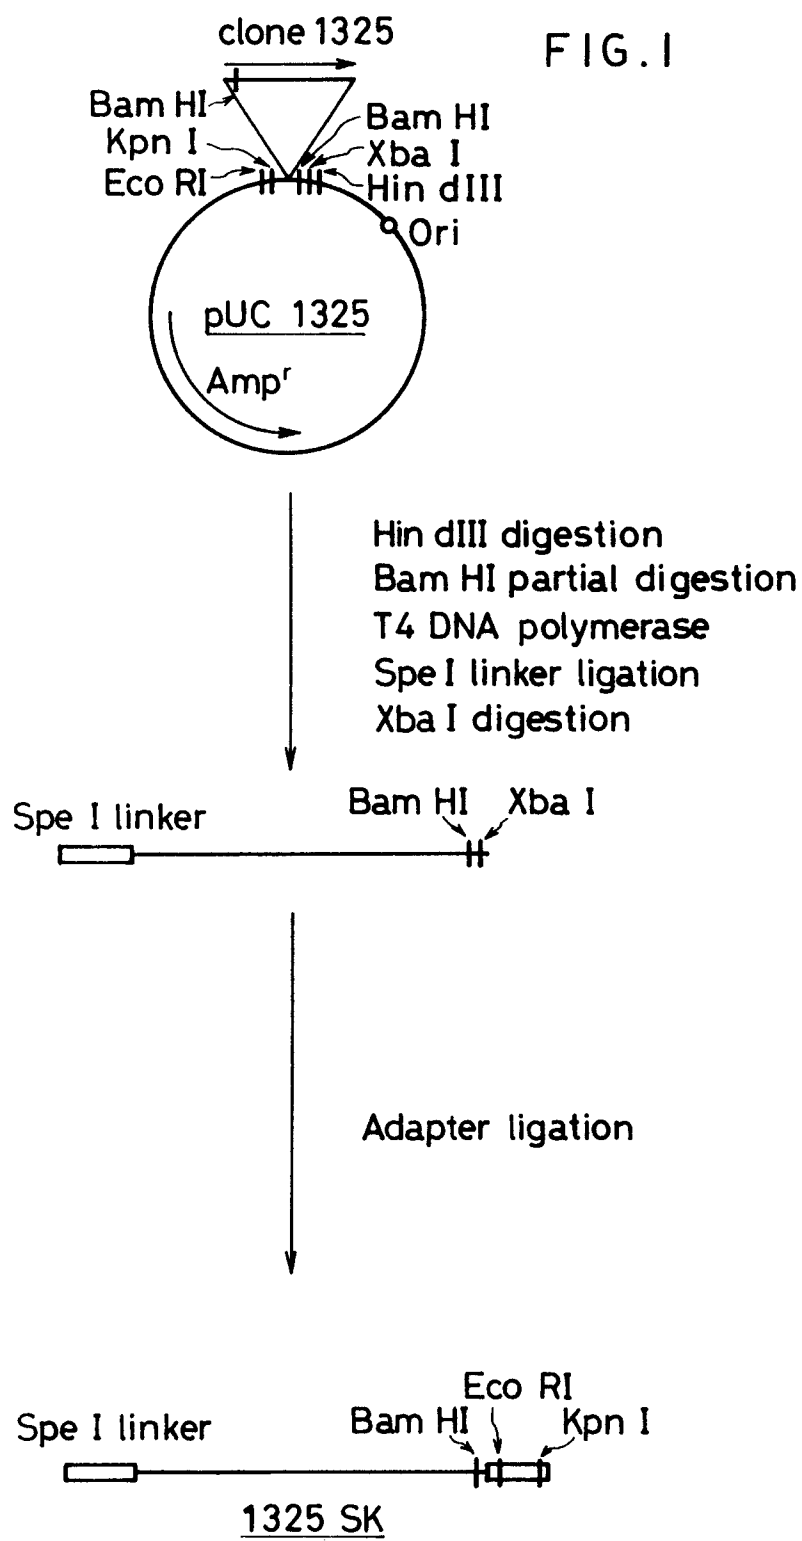 clone 1325
FIG. 1
Bam HI
Kpn I
Eco RI
Bam HI
Xba I
Hin dIII
Ori
pUC 1325
Ampʳ
Hin dIII digestion
Bam HI partial digestion
T4 DNA polymerase
Spe I linker ligation
Xba I digestion
Spe I linker
Bam HI
Xba I
Adapter ligation
Eco RI
Spe I linker
Bam HI
Kpn I
1325 SK